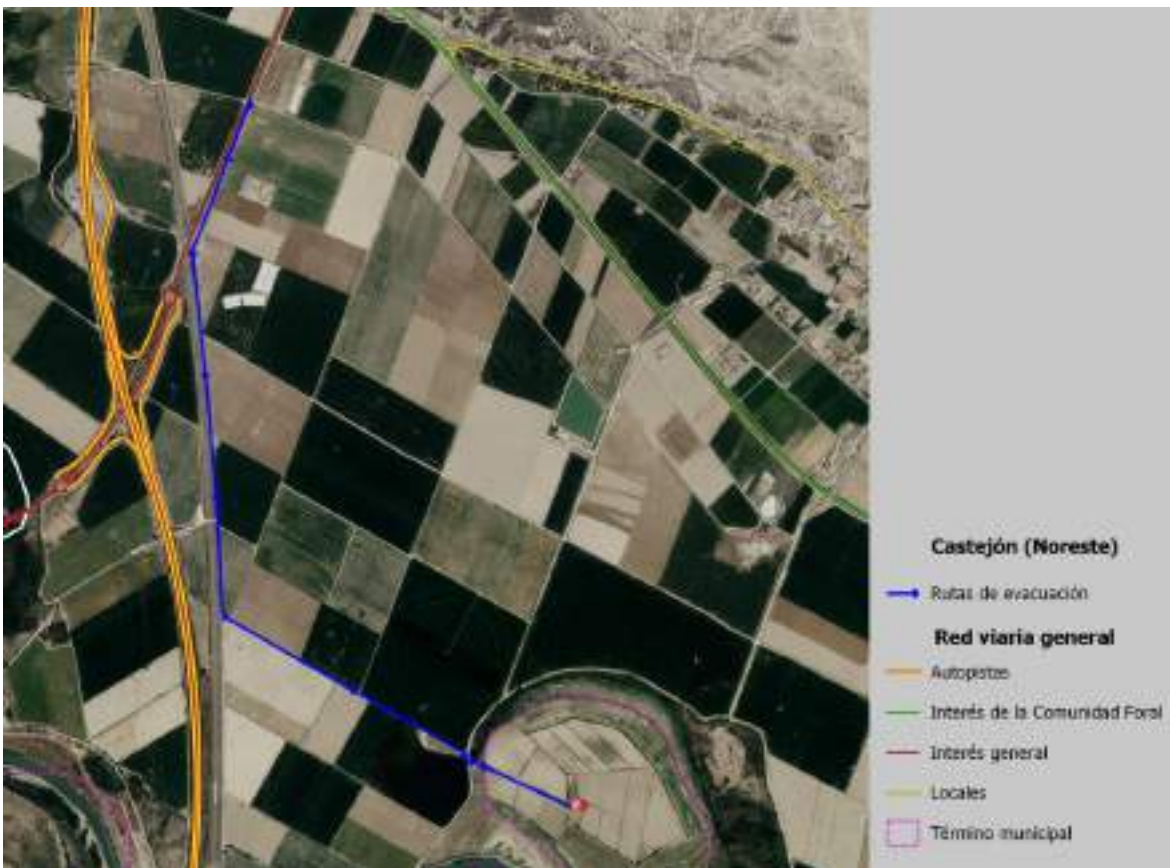 Castejón (Noreste)
Rutas de evacuación
Red viaria general
Autopistas
Interés de la Comunidad Foral
Interés general
Locales
Término municipal